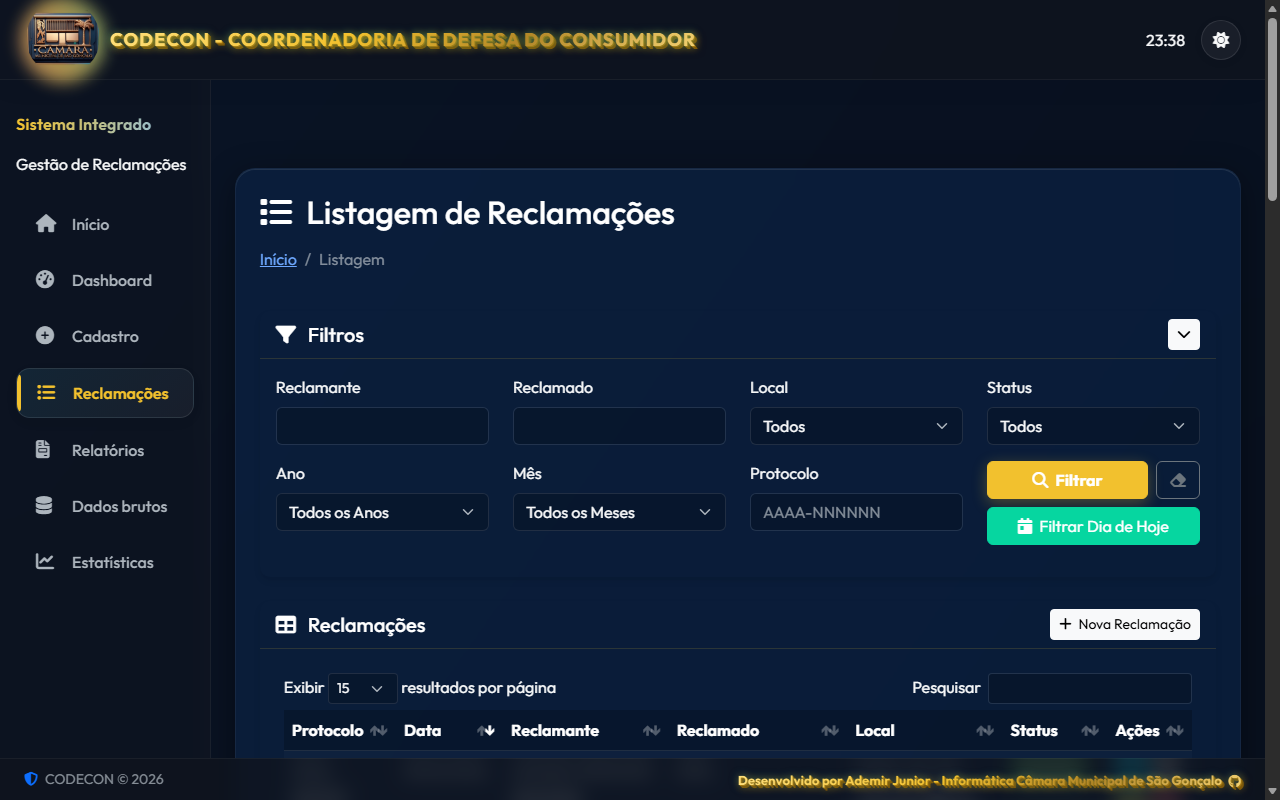 CÂMARA
CODECON - COORDENADORIA DE DEFESA DO CONSUMIDOR
23:38
Sistema Integrado
Gestão de Reclamações
Início
Dashboard
Cadastro
Reclamações
Relatórios
Dados brutos
Estatísticas
Listagem de Reclamações
Início / Listagem
Filtros
Reclamante Reclamado Local Status
Todos Todos
Ano Mês Protocolo
Filtrar
Todos os Anos Todos os Meses AAAA-NNNNNN
Filtrar Dia de Hoje
Reclamações
Nova Reclamação
Exibir 15 resultados por página Pesquisar
Protocolo Data Reclamante Reclamado Local Status Ações
CODECON © 2026
Desenvolvido por Ademir Junior - Informática Câmara Municipal de São Gonçalo